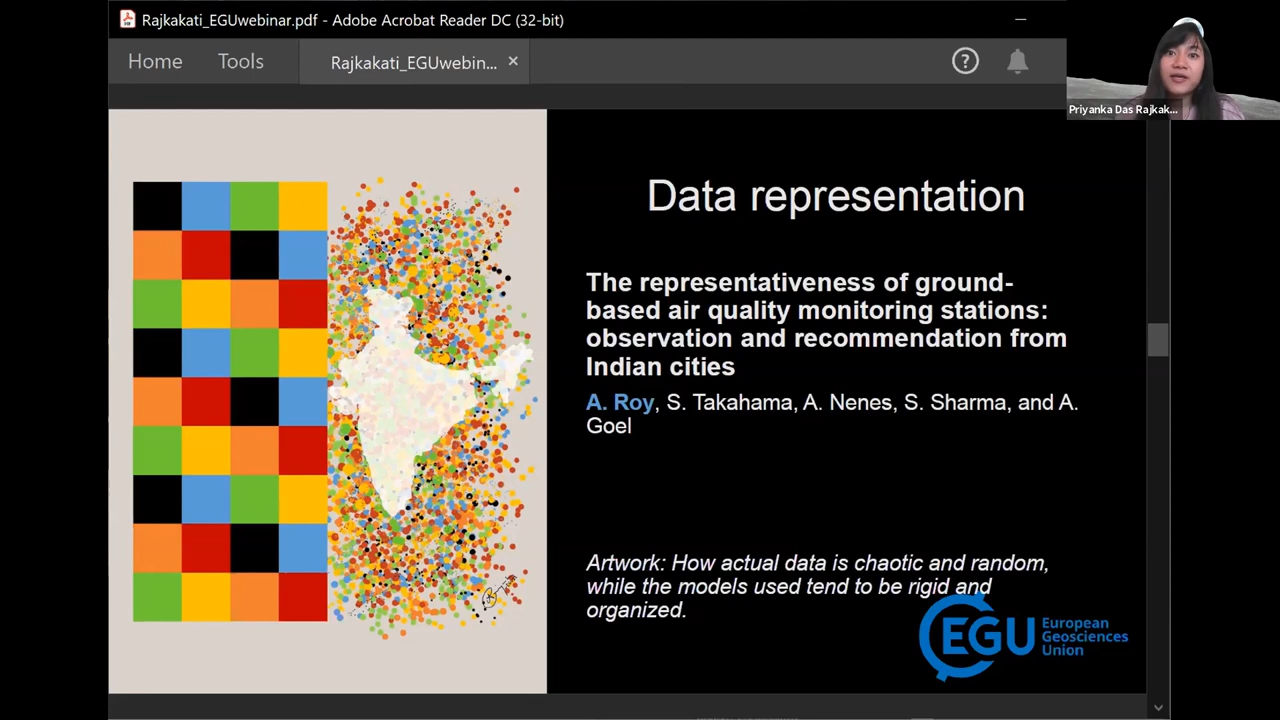 Rajkakati_EGUwebinar.pdf - Adobe Acrobat Reader DC (32-bit)
Home
Tools
Rajkakati_EGUwebin...
Priyanka Das Rajkak...
Data representation
The representativeness of ground-
based air quality monitoring stations:
observation and recommendation from
Indian cities
A. Roy, S. Takahama, A. Nenes, S. Sharma, and A.
Goel
Artwork: How actual data is chaotic and random,
while the models used tend to be rigid and
organized.
EGU
European
Geosciences
Union